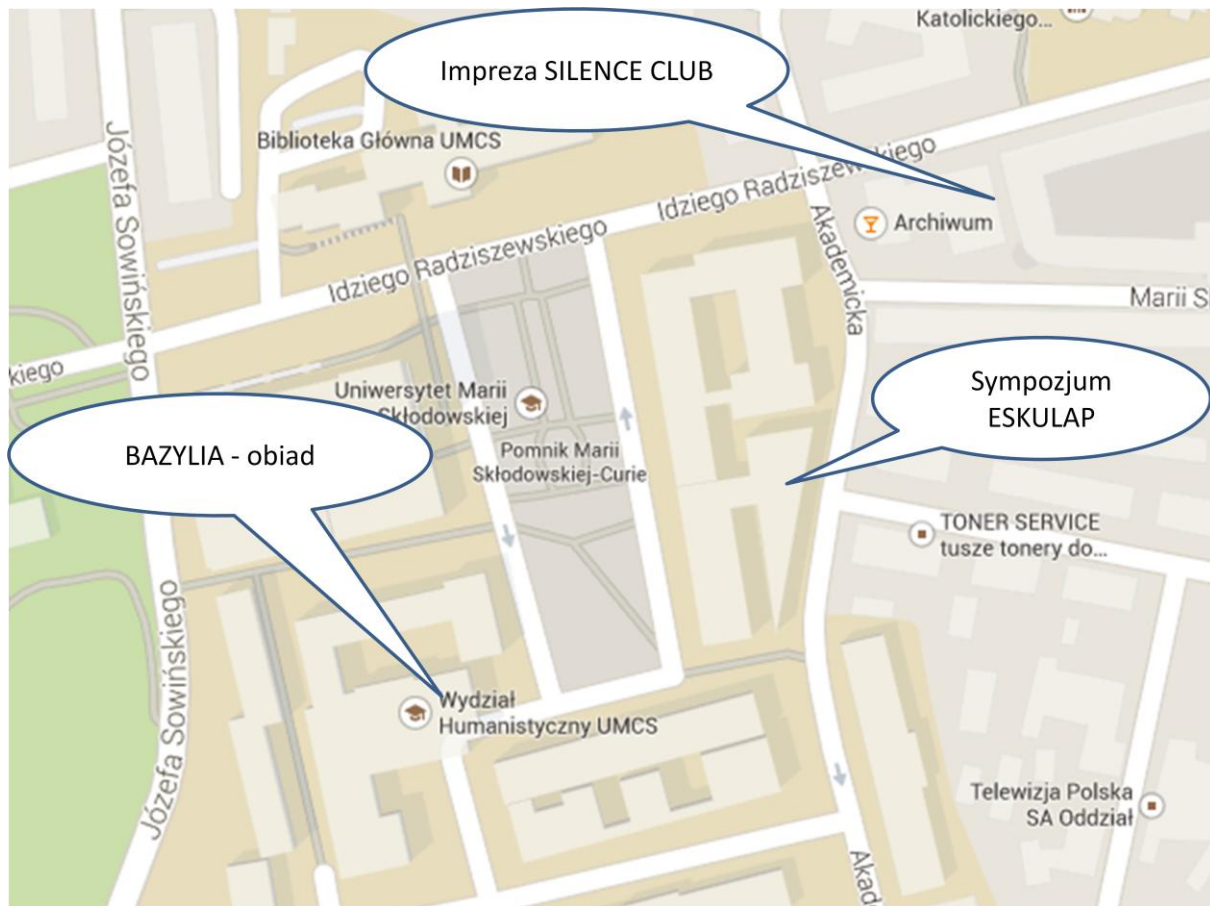 Katolickiego...
Impreza SILENCE CLUB
Józefa Sowińskiego
Biblioteka Główna UMCS
Idziego Radziszewskiego
Idziego Radziszewskiego
Archiwum
Akademicka
Marii S
kiego
Uniwersytet Marii
Skłodowskiej
Sympozjum
ESKULAP
BAZYLIA - obiad
Pomnik Marii
Skłodowskiej-Curie
TONER SERVICE
tusze tonery do...
Józefa Sowińskiego
Wydział
Humanistyczny UMCS
Telewizja Polska
SA Oddział
Akad